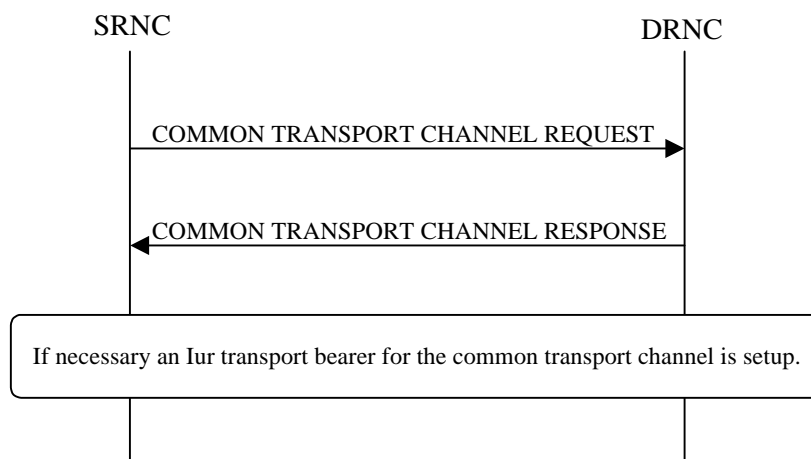 SRNC
DRNC
COMMON TRANSPORT CHANNEL REQUEST
COMMON TRANSPORT CHANNEL RESPONSE
If necessary an Iur transport bearer for the common transport channel is setup.